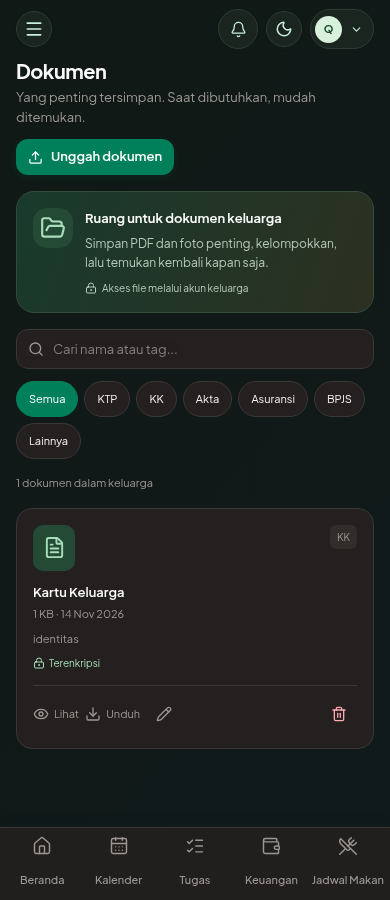 Q
Dokumen
Yang penting tersimpan. Saat dibutuhkan, mudah
ditemukan.
Unggah dokumen
Ruang untuk dokumen keluarga
Simpan PDF dan foto penting, kelompokkan,
lalu temukan kembali kapan saja.
Akses file melalui akun keluarga
Cari nama atau tag...
Semua KTP KK Akta Asuransi BPJS
Lainnya
1 dokumen dalam keluarga
KK
Kartu Keluarga
1 KB · 14 Nov 2026
identitas
Terenkripsi
Lihat Unduh
Beranda Kalender Tugas Keuangan Jadwal Makan